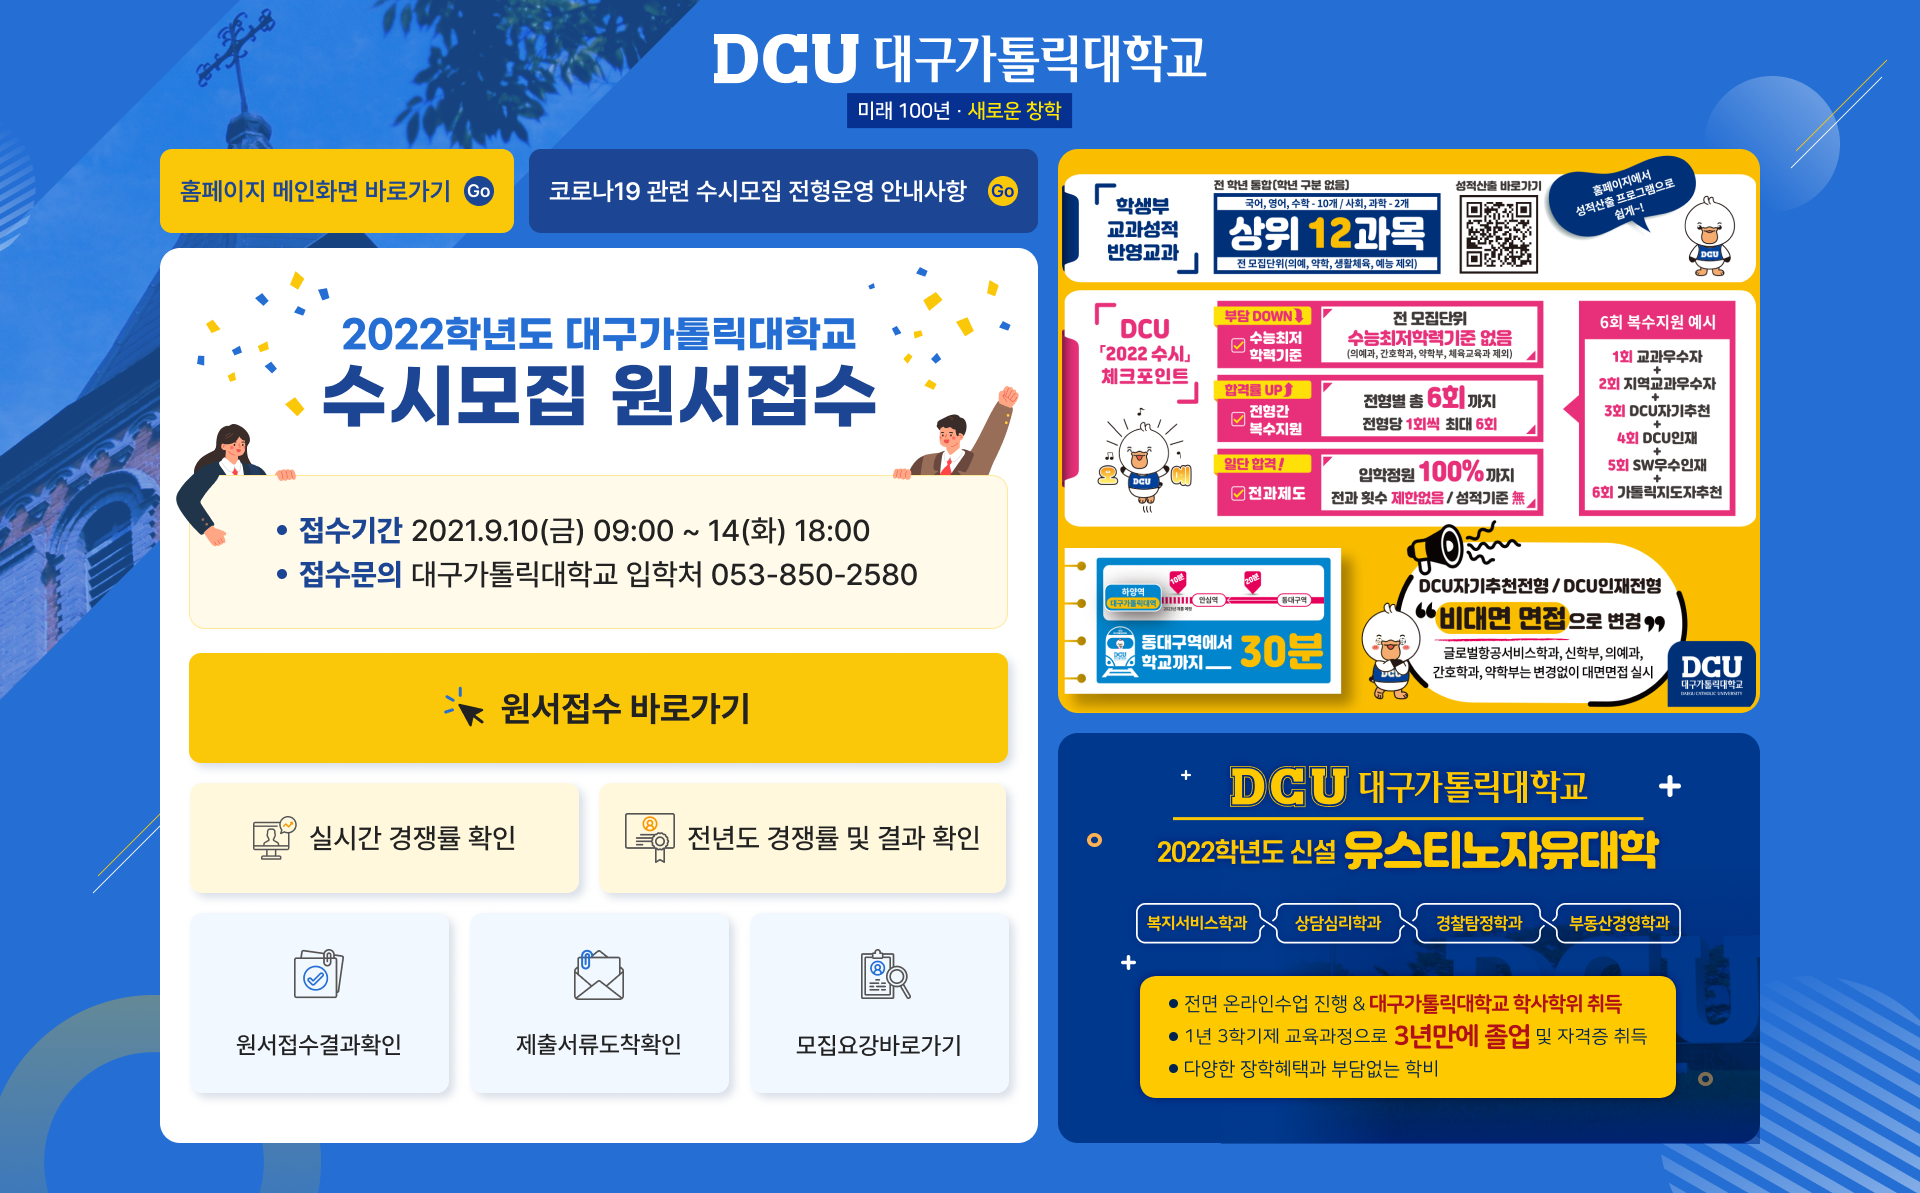 DCU 대구가톨릭대학교
미래 100년 · 새로운 창학
홈페이지 메인화면 바로가기 Go
코로나19 관련 수시모집 전형운영 안내사항 Go
2022학년도 대구가톨릭대학교
수시모집 원서접수
• 접수기간 2021.9.10(금) 09:00 ~ 14(화) 18:00
• 접수문의 대구가톨릭대학교 입학처 053-850-2580
원서접수 바로가기
실시간 경쟁률 확인
전년도 경쟁률 및 결과 확인
원서접수결과확인
제출서류도착확인
모집요강바로가기
학생부
교과성적
반영교과
전 학년 통합(학년 구분 없음)
국어, 영어, 수학 - 10개 / 사회, 과학 - 2개
상위 12과목
전 모집단위(의예, 약학, 생활체육, 예능 제외)
성적산출 바로가기
홈페이지에서
성적산출 프로그램으로
쉽게~!
DCU
DCU
「2022 수시」
체크포인트
오 예
DCU
부담 DOWN
수능최저
학력기준
전 모집단위
수능최저학력기준 없음
(의예과, 간호학과, 약학부, 체육교육과 제외)
합격률 UP
전형간
복수지원
전형별 총 6회까지
전형당 1회씩 최대 6회
일단 합격!
전과제도
입학정원 100%까지
전과 횟수 제한없음 / 성적기준 無
6회 복수지원 예시
1회 교과우수자
+
2회 지역교과우수자
+
3회 DCU자기추천
+
4회 DCU인재
+
5회 SW우수인재
+
6회 가톨릭지도자추천
하양역
대구가톨릭대역
10분
안심역
20분
동대구역
DCU
동대구역에서
학교까지
30분
DCU자기추천전형 / DCU인재전형
“비대면 면접으로 변경”
글로벌항공서비스학과, 신학부, 의예과,
간호학과, 약학부는 변경없이 대면면접 실시
DCU
DCU
대구가톨릭대학교
DAEGU CATHOLIC UNIVERSITY
DCU 대구가톨릭대학교
2022학년도 신설 유스티노자유대학
복지서비스학과
상담심리학과
경찰탐정학과
부동산경영학과
• 전면 온라인수업 진행 & 대구가톨릭대학교 학사학위 취득
• 1년 3학기제 교육과정으로 3년만에 졸업 및 자격증 취득
• 다양한 장학혜택과 부담없는 학비